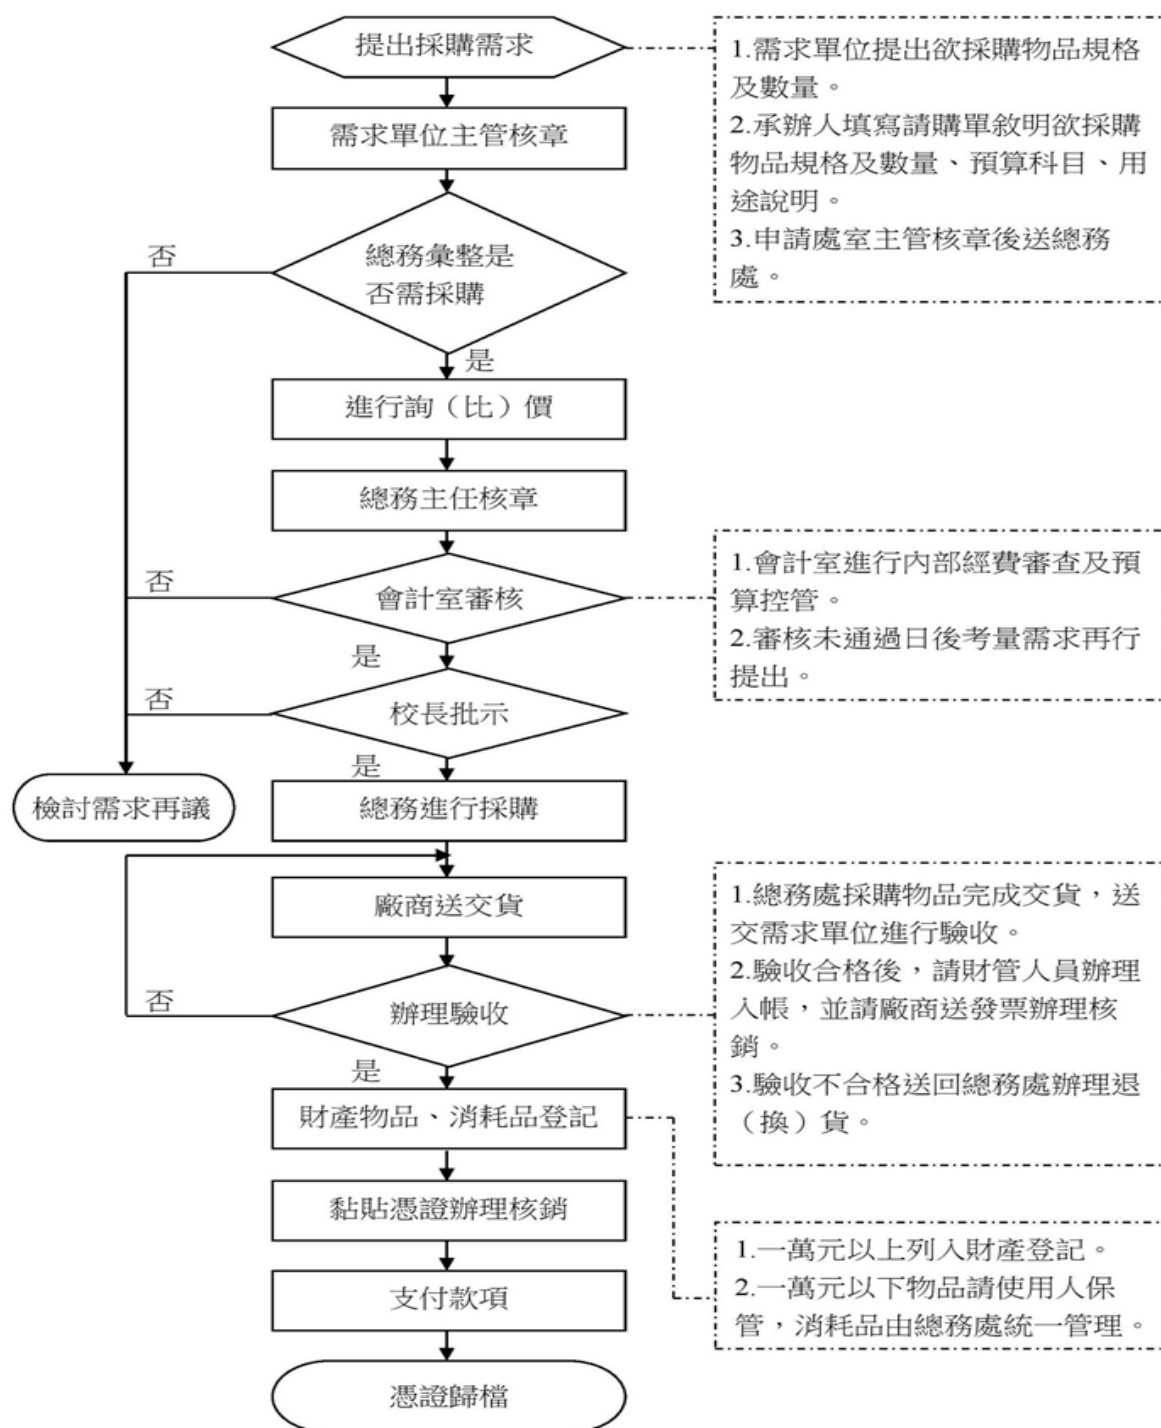 提出採購需求
1.需求單位提出欲採購物品規格
及數量。
2.承辦人填寫請購單敘明欲採購
物品規格及數量、預算科目、用
途說明。
3.申請處室主管核章後送總務
處。
需求單位主管核章
總務彙整是
否需採購
否
是
進行詢（比）價
總務主任核章
會計室審核
否
是
1.會計室進行內部經費審查及預
算控管。
2.審核未通過日後考量需求再行
提出。
校長批示
否
是
檢討需求再議
總務進行採購
廠商送交貨
1.總務處採購物品完成交貨，送
交需求單位進行驗收。
2.驗收合格後，請財管人員辦理
入帳，並請廠商送發票辦理核
銷。
3.驗收不合格送回總務處辦理退
（換）貨。
辦理驗收
否
是
財產物品、消耗品登記
黏貼憑證辦理核銷
1.一萬元以上列入財產登記。
2.一萬元以下物品請使用人保
管，消耗品由總務處統一管理。
支付款項
憑證歸檔